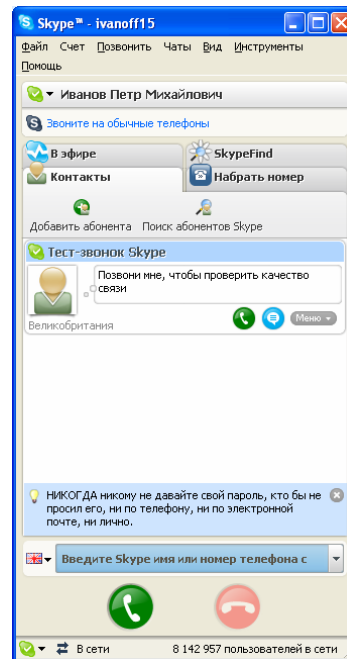 Skype™ - ivanoff15
Файл Счет Позвонить Чаты Вид Инструменты
Помощь
Иванов Петр Михайлович
Звоните на обычные телефоны
В эфире SkypeFind
Контакты Набрать номер
Добавить абонента Поиск абонентов Skype
Тест-звонок Skype
Позвони мне, чтобы проверить качество
связи
Великобритания
Меню
НИКОГДА никому не давайте свой пароль, кто бы не
просил его, ни по телефону, ни по электронной
почте, ни лично.
Введите Skype имя или номер телефона с
В сети 8 142 957 пользователей в сети